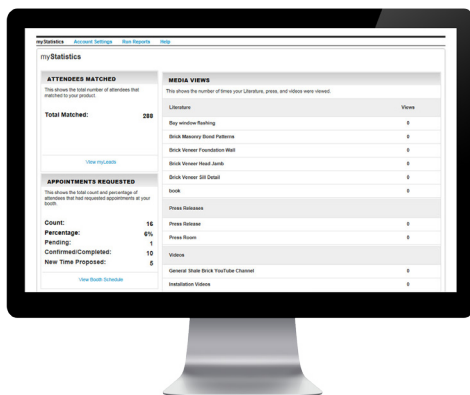 myStatistics Account Settings Run Reports Help
myStatistics
ATTENDEES MATCHED
This shows the total number of attendees that
matched to your product.
Total Matched: 288
View myLeads
APPOINTMENTS REQUESTED
This shows the total count and percentage of
attendees that had requested appointments at your
booth.
Count: 16
Percentage: 6%
Pending: 1
Confirmed/Completed: 10
New Time Proposed: 5
View Booth Schedule
MEDIA VIEWS
This shows the number of times your Literature, press, and videos were viewed.
Literature Views
Bay window flashing 0
Brick Masonry Bond Patterns 0
Brick Veneer Foundation Wall 0
Brick Veneer Head Jamb 0
Brick Veneer Sill Detail 0
book 0
Press Releases
Press Release 0
Press Room 0
Videos
General Shale Brick YouTube Channel 0
Installation Videos 0